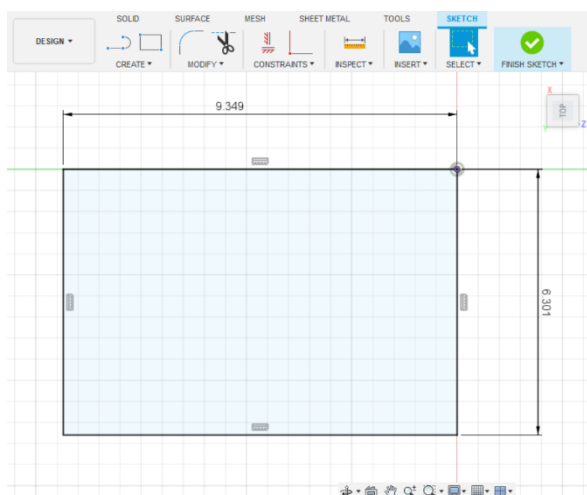 SOLID SURFACE MESH SHEET METAL TOOLS SKETCH
DESIGN ▾
CREATE ▾ MODIFY ▾ CONSTRAINTS ▾ INSPECT ▾ INSERT ▾ SELECT ▾ FINISH SKETCH ▾
X
TOP
Z
Y
9.349
6.301